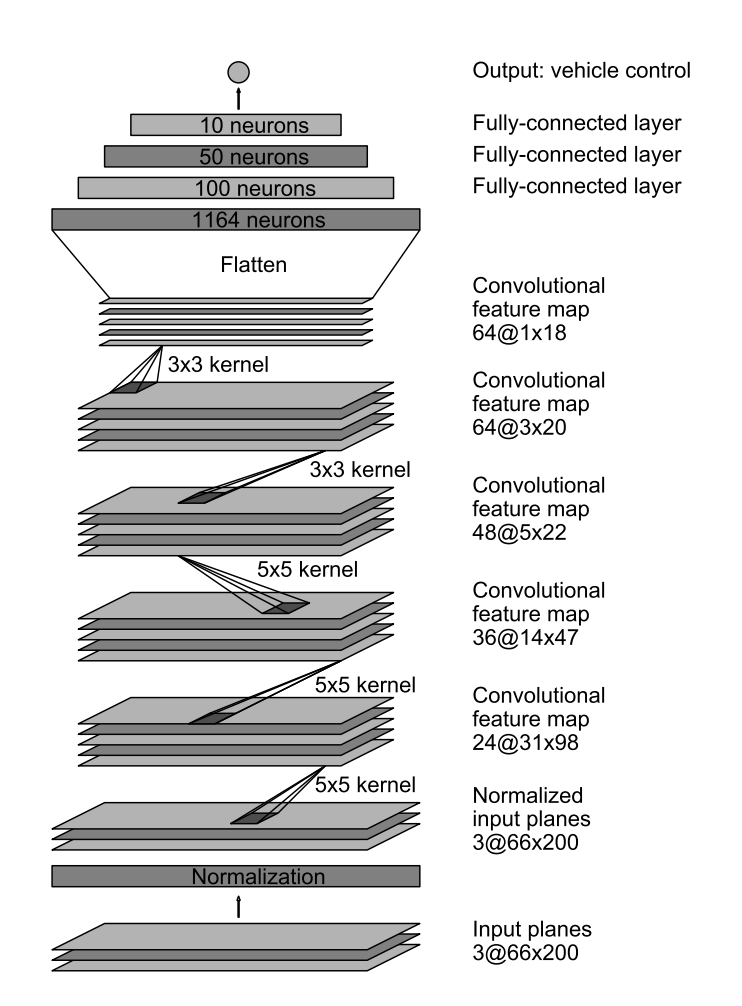 Output: vehicle control
10 neurons
Fully-connected layer
50 neurons
Fully-connected layer
100 neurons
Fully-connected layer
1164 neurons
Flatten
Convolutional
feature map
64@1x18
3x3 kernel
Convolutional
feature map
64@3x20
3x3 kernel
Convolutional
feature map
48@5x22
5x5 kernel
Convolutional
feature map
36@14x47
5x5 kernel
Convolutional
feature map
24@31x98
5x5 kernel
Normalized
input planes
3@66x200
Normalization
Input planes
3@66x200